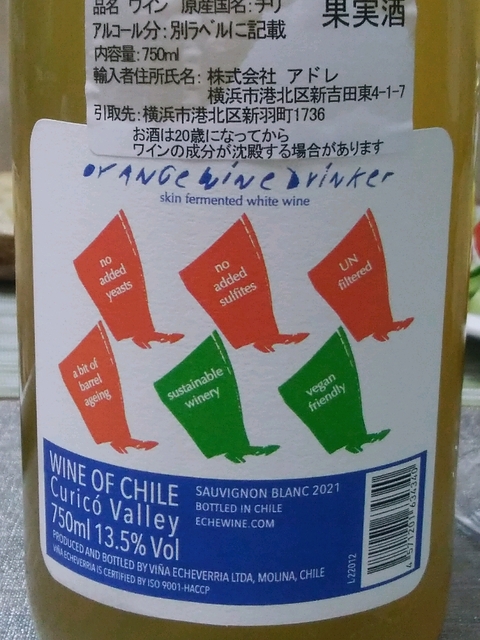 品名 ワイン 原産国名:チリ
果実酒
アルコール分:別ラベルに記載
内容量:750ml
輸入者住所氏名: 株式会社 アドレ
横浜市港北区新吉田東4-1-7
引取先:横浜市港北区新羽町1736
お酒は20歳になってから
ワインの成分が沈殿する場合があります
orANGe wine Drinker
skin fermented white wine
no
added
yeasts
no
added
sulfites
UN
filtered
a bit of
barrel
ageing
sustainable
winery
vegan
friendly
WINE OF CHILE
Curicó Valley
750ml 13.5% Vol
SAUVIGNON BLANC 2021
BOTTLED IN CHILE
ECHEWINE.COM
PRODUCED AND BOTTLED BY VIÑA ECHEVERRIA LTDA, MOLINA, CHILE
VIÑA ECHEVERRIA IS CERTIFIED BY ISO 9001-HACCP
L22012
4 571201 634340